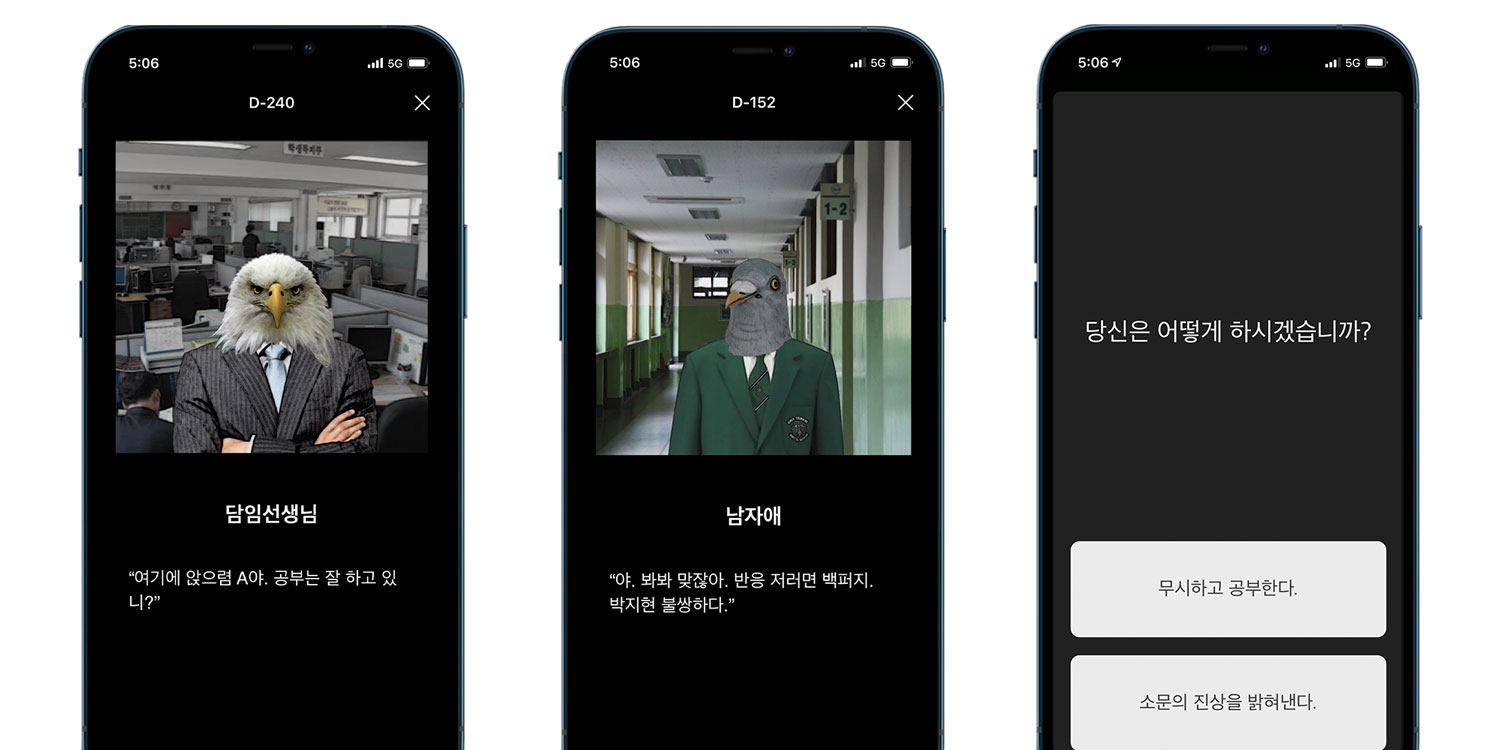 5:06
5G
D-240
학생복지부
담임선생님
“여기에 앉으렴 A야. 공부는 잘 하고 있
니?”
5:06
5G
D-152
1-2
1-3
남자애
“야. 봐봐 맞잖아. 반응 저러면 백퍼지.
박지현 불쌍하다.”
5:06
5G
당신은 어떻게 하시겠습니까?
무시하고 공부한다.
소문의 진상을 밝혀낸다.